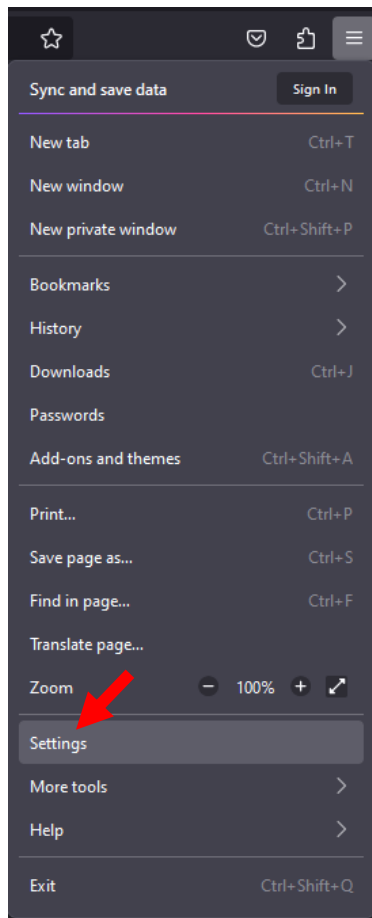 Sync and save data Sign In
New tab Ctrl+T
New window Ctrl+N
New private window Ctrl+Shift+P
Bookmarks
History
Downloads Ctrl+J
Passwords
Add-ons and themes Ctrl+Shift+A
Print... Ctrl+P
Save page as... Ctrl+S
Find in page... Ctrl+F
Translate page...
Zoom 100%
Settings
More tools
Help
Exit Ctrl+Shift+Q